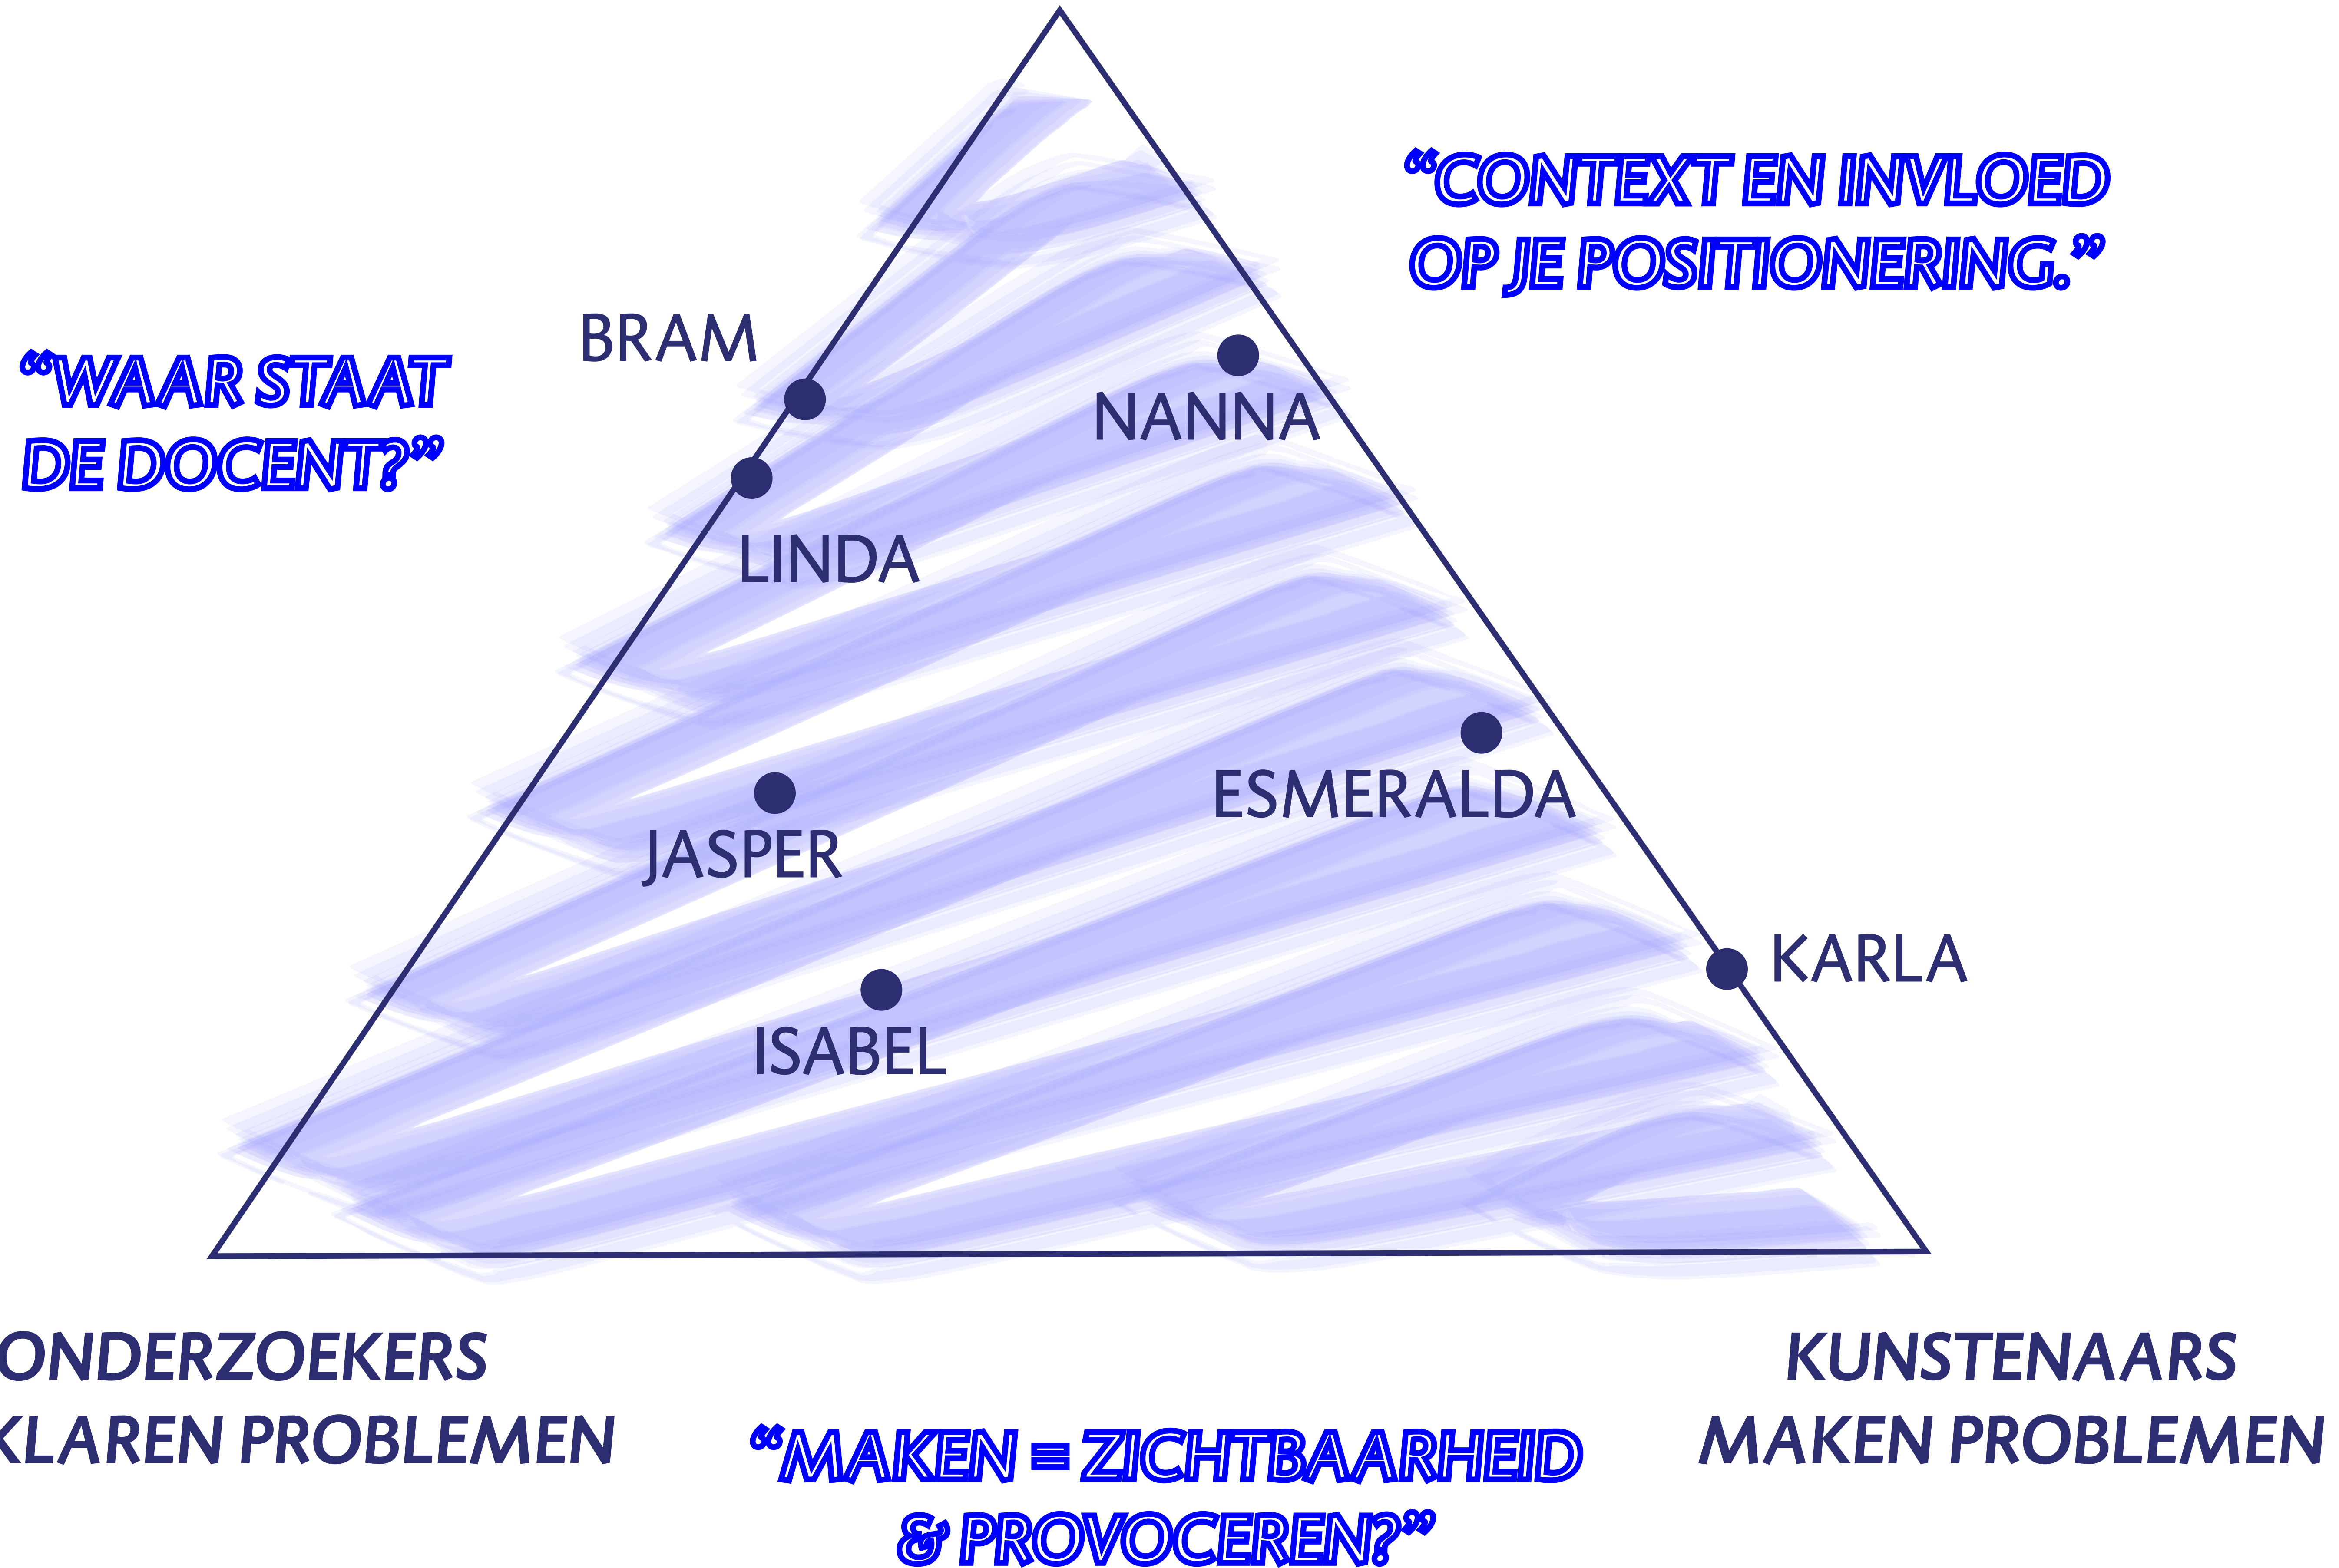 “CONTEXT EN INVLOED
OP JE POSITIONERING.”
BRAM
“WAAR STAAT
DE DOCENT?”
NANNA
LINDA
ESMERALDA
JASPER
KARLA
ISABEL
ONDERZOEKERS
KLAREN PROBLEMEN
KUNSTENAARS
MAKEN PROBLEMEN
“MAKEN = ZICHTBAARHEID
& PROVOCEREN?”